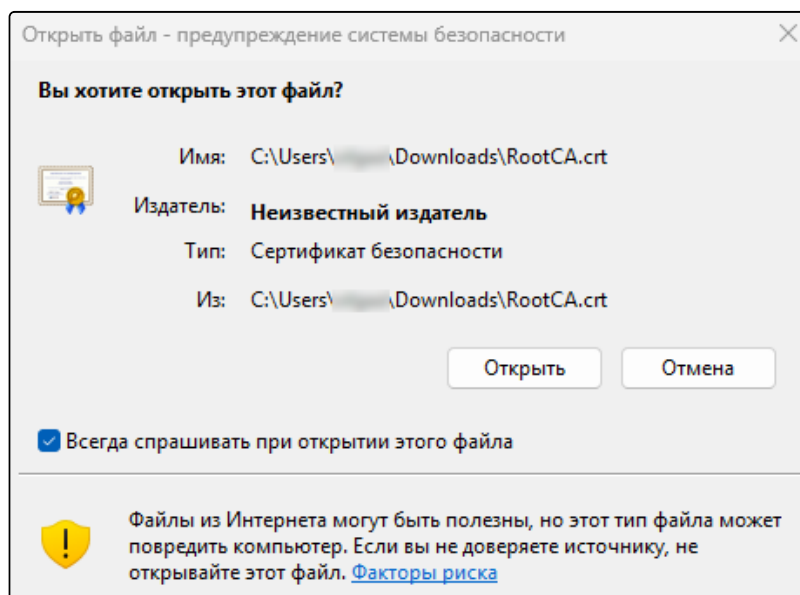 Открыть файл - предупреждение системы безопасности
Вы хотите открыть этот файл?
Имя: C:\Users\ \Downloads\RootCA.crt
Издатель: Неизвестный издатель
Тип: Сертификат безопасности
Из: C:\Users\ \Downloads\RootCA.crt
Открыть Отмена
Всегда спрашивать при открытии этого файла
Файлы из Интернета могут быть полезны, но этот тип файла может
повредить компьютер. Если вы не доверяете источнику, не
открывайте этот файл. Факторы риска